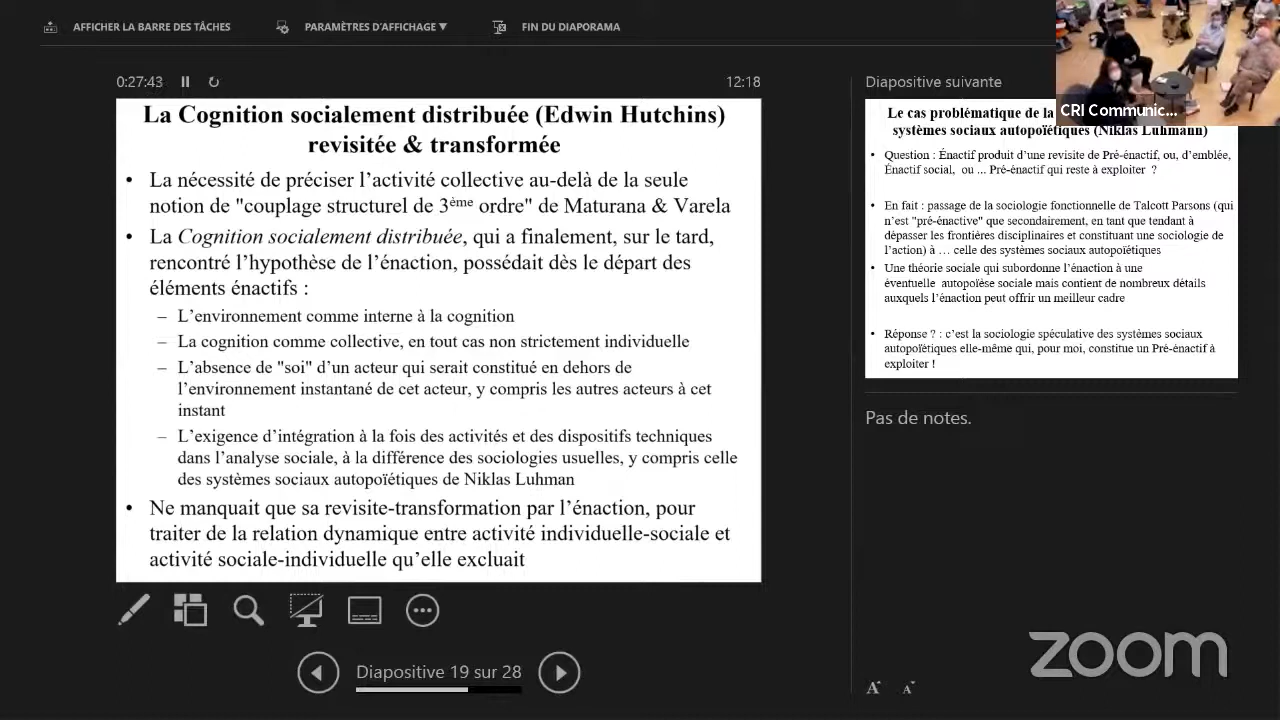 AFFICHER LA BARRE DES TÂCHES
PARAMÈTRES D'AFFICHAGE ▼
FIN DU DIAPORAMA
0:27:43
12:18
La Cognition socialement distribuée (Edwin Hutchins)
revisitée & transformée
• La nécessité de préciser l’activité collective au-delà de la seule
notion de "couplage structurel de 3ème ordre" de Maturana & Varela
• La Cognition socialement distribuée, qui a finalement, sur le tard,
rencontré l’hypothèse de l’énaction, possédait dès le départ des
éléments énactifs :
– L’environnement comme interne à la cognition
– La cognition comme collective, en tout cas non strictement individuelle
– L’absence de "soi" d’un acteur qui serait constitué en dehors de
l’environnement instantané de cet acteur, y compris les autres acteurs à cet
instant
– L’exigence d’intégration à la fois des activités et des dispositifs techniques
dans l’analyse sociale, à la différence des sociologies usuelles, y compris celle
des systèmes sociaux autopoïétiques de Niklas Luhman
• Ne manquait que sa revisite-transformation par l’énaction, pour
traiter de la relation dynamique entre activité individuelle-sociale et
activité sociale-individuelle qu’elle excluait
Diapositive 19 sur 28
Diapositive suivante
CRI Communic...
Le cas problématique de la
systèmes sociaux autopoïétiques (Niklas Luhmann)
• Question : Énactif produit d’une revisite de Pré-énactif, ou, d’emblée,
Énactif social, ou ... Pré-énactif qui reste à exploiter ?
• En fait : passage de la sociologie fonctionnelle de Talcott Parsons (qui
n’est "pré-énactive" que secondairement, en tant que tendant à
dépasser les frontières disciplinaires et constituant une sociologie de
l’action) à … celle des systèmes sociaux autopoïétiques
• Une théorie sociale qui subordonne l’énaction à une
éventuelle autopoïèse sociale mais contient de nombreux détails
auxquels l’énaction peut offrir un meilleur cadre
• Réponse ? : c’est la sociologie spéculative des systèmes sociaux
autopoïétiques elle-même qui, pour moi, constitue un Pré-énactif à
exploiter !
Pas de notes.
A A
zoom